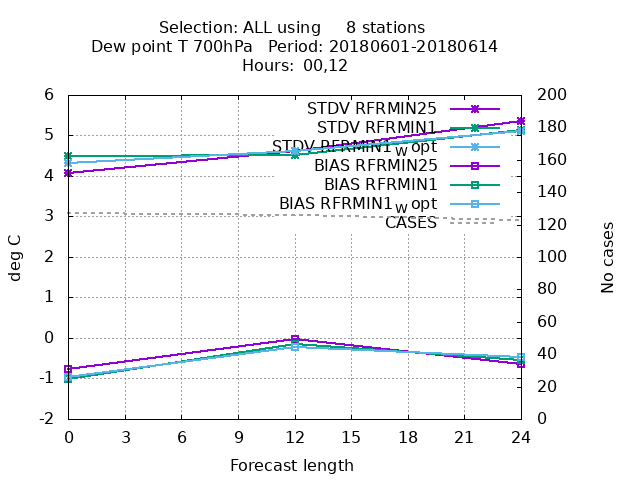 Selection: ALL using     8 stations
Dew point T 700hPa   Period: 20180601-20180614
Hours: 00,12
6
5
4
3
2
1
0
-1
-2
deg C
200
180
160
140
120
100
80
60
40
20
0
No cases
STDV RFRMIN25
STDV RFRMIN1
STDV RFRMIN1w opt
BIAS RFRMIN25
BIAS RFRMIN1
BIAS RFRMIN1w opt
CASES
0 3 6 9 12 15 18 21 24
Forecast length